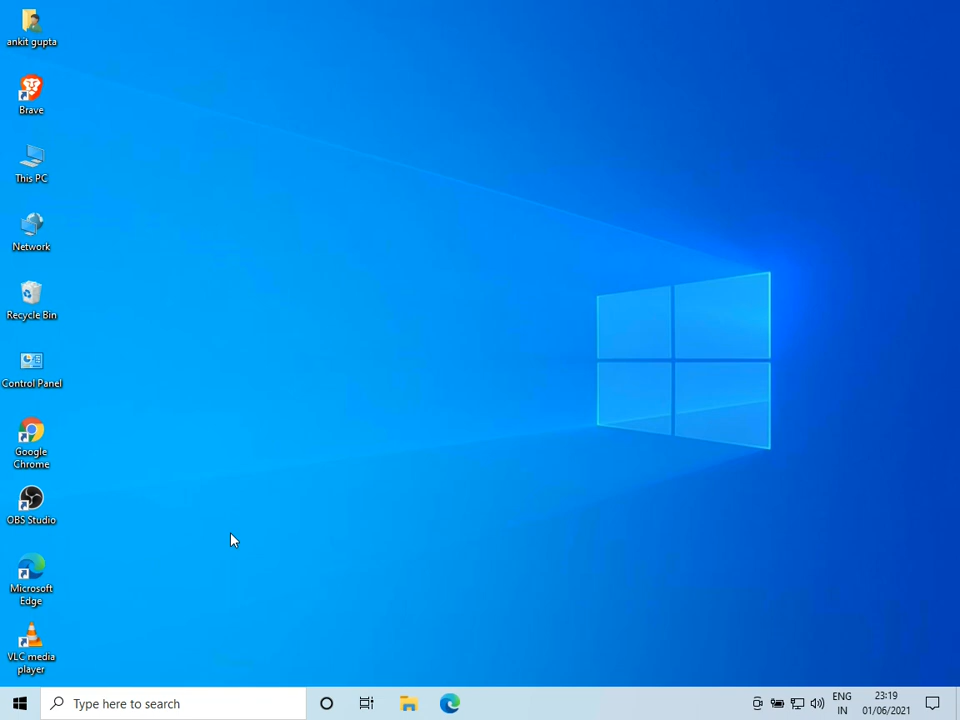 ankit gupta
Brave
This PC
Network
Recycle Bin
Control Panel
Google
Chrome
OBS Studio
Microsoft
Edge
VLC media
player
Type here to search
ENG
IN
23:19
01/06/2021